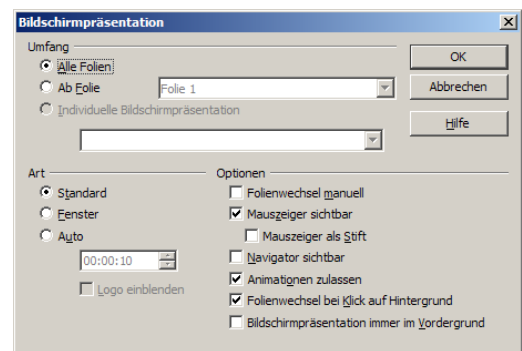 Bildschirmpräsentation
Umfang
Alle Folien
Ab Folie
Folie 1
Individuelle Bildschirmpräsentation
OK
Abbrechen
Hilfe
Art
Standard
Fenster
Auto
00:00:10
Logo einblenden
Optionen
Folienwechsel manuell
Mauszeiger sichtbar
Mauszeiger als Stift
Navigator sichtbar
Animationen zulassen
Folienwechsel bei Klick auf Hintergrund
Bildschirmpräsentation immer im Vordergrund